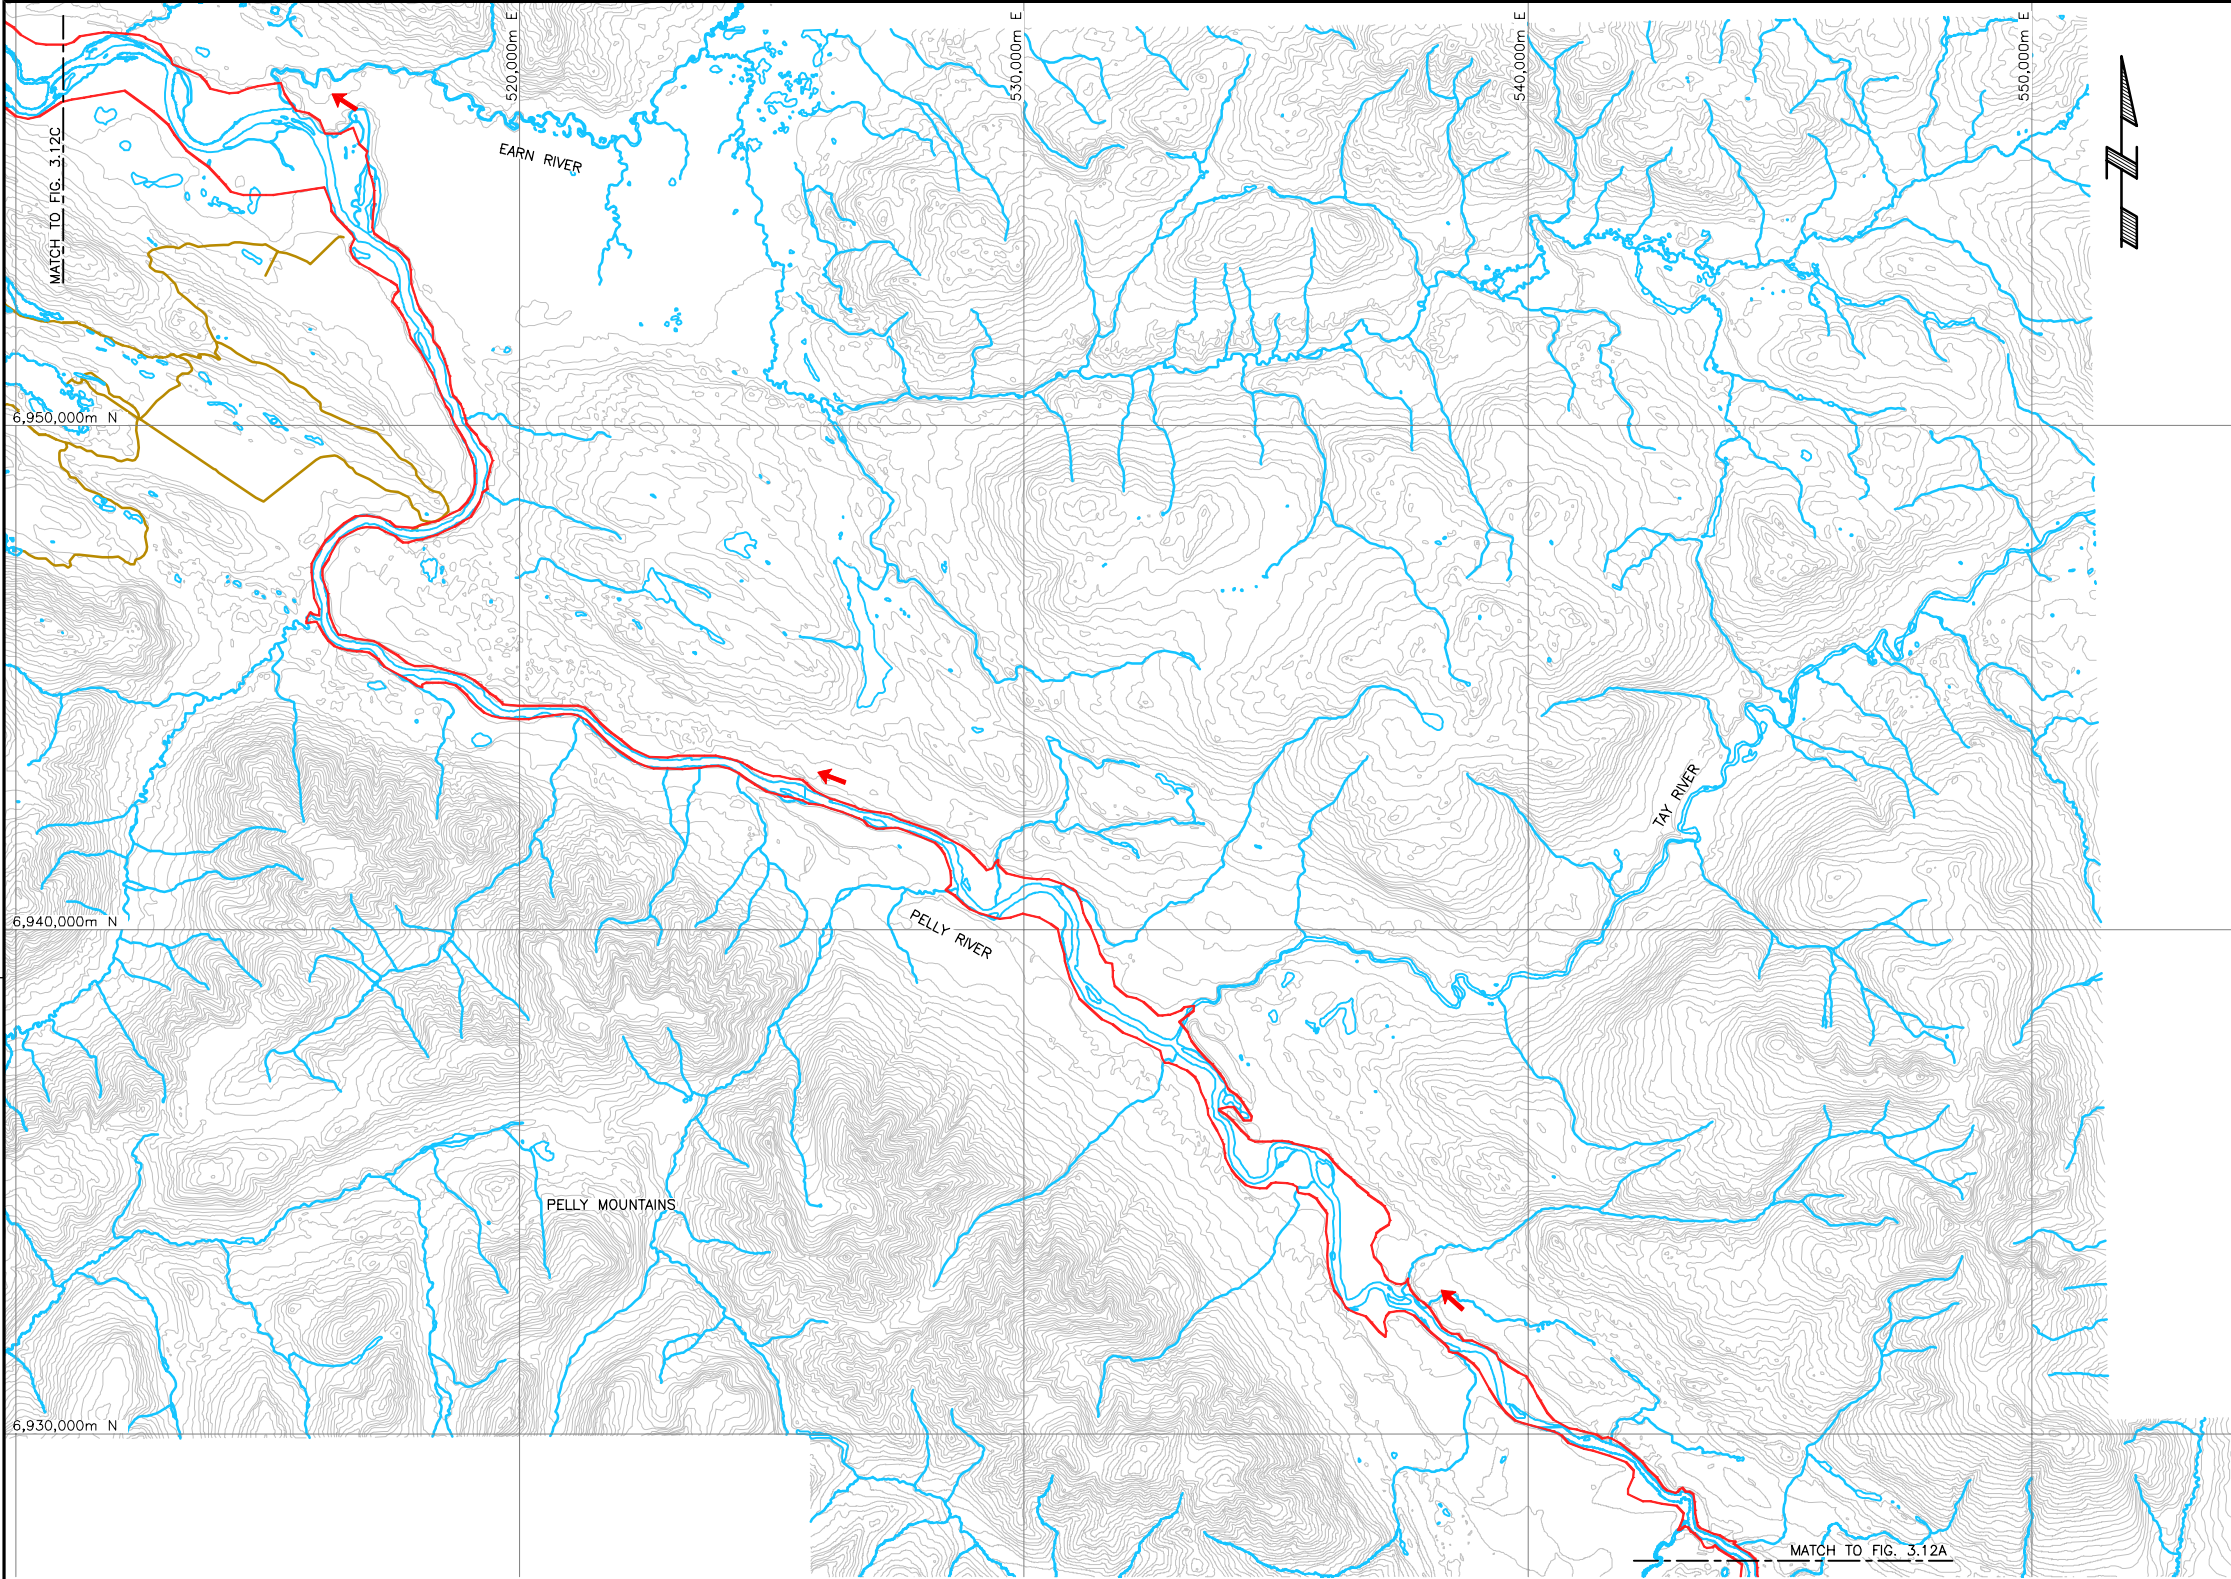 520,000m E
530,000m E
540,000m E
550,000m E
MATCH TO FIG. 3.12C
EARN RIVER
N
6,950,000m N
TAY RIVER
6,940,000m N
PELLY RIVER
PELLY MOUNTAINS
6,930,000m N
MATCH TO FIG. 3.12A